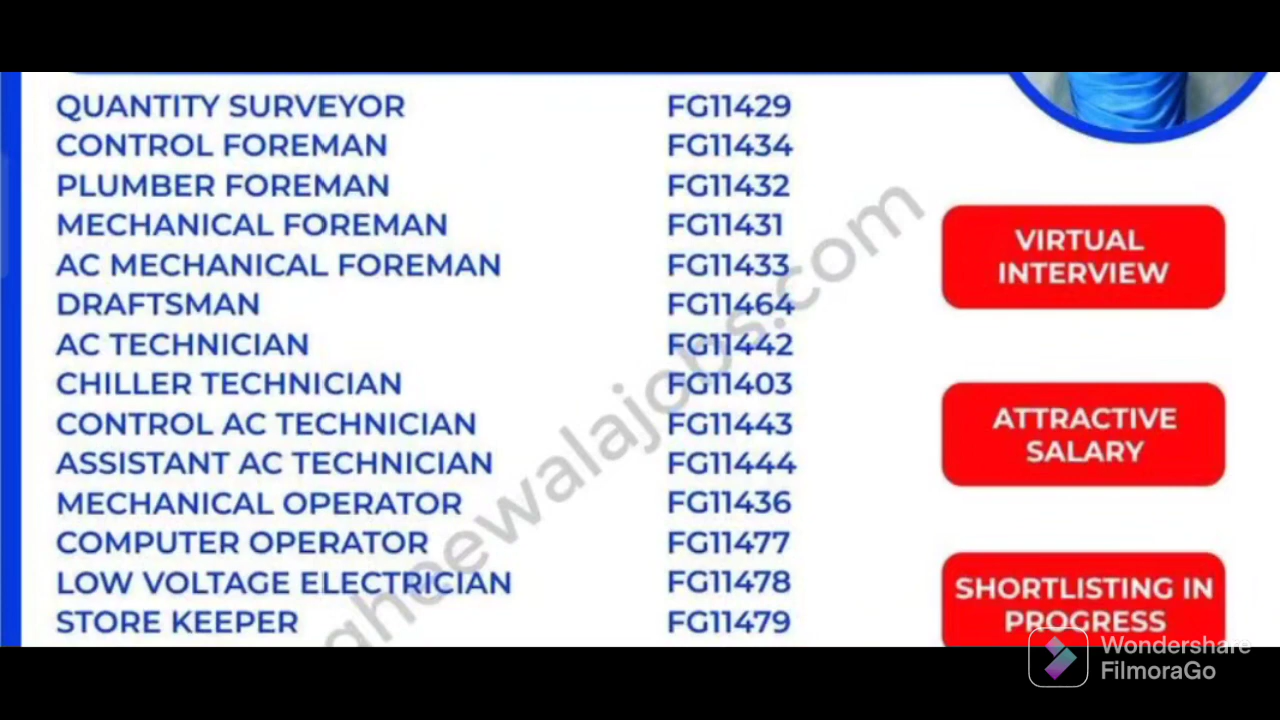 QUANTITY SURVEYOR FG11429
CONTROL FOREMAN FG11434
PLUMBER FOREMAN FG11432
MECHANICAL FOREMAN FG11431
AC MECHANICAL FOREMAN FG11433
DRAFTSMAN FG11464
AC TECHNICIAN FG11442
CHILLER TECHNICIAN FG11403
CONTROL AC TECHNICIAN FG11443
ASSISTANT AC TECHNICIAN FG11444
MECHANICAL OPERATOR FG11436
COMPUTER OPERATOR FG11477
LOW VOLTAGE ELECTRICIAN FG11478
STORE KEEPER FG11479
VIRTUAL
INTERVIEW
ATTRACTIVE
SALARY
SHORTLISTING IN
PROGRESS
gheewalajobs.com
Wondershare
FilmoraGo